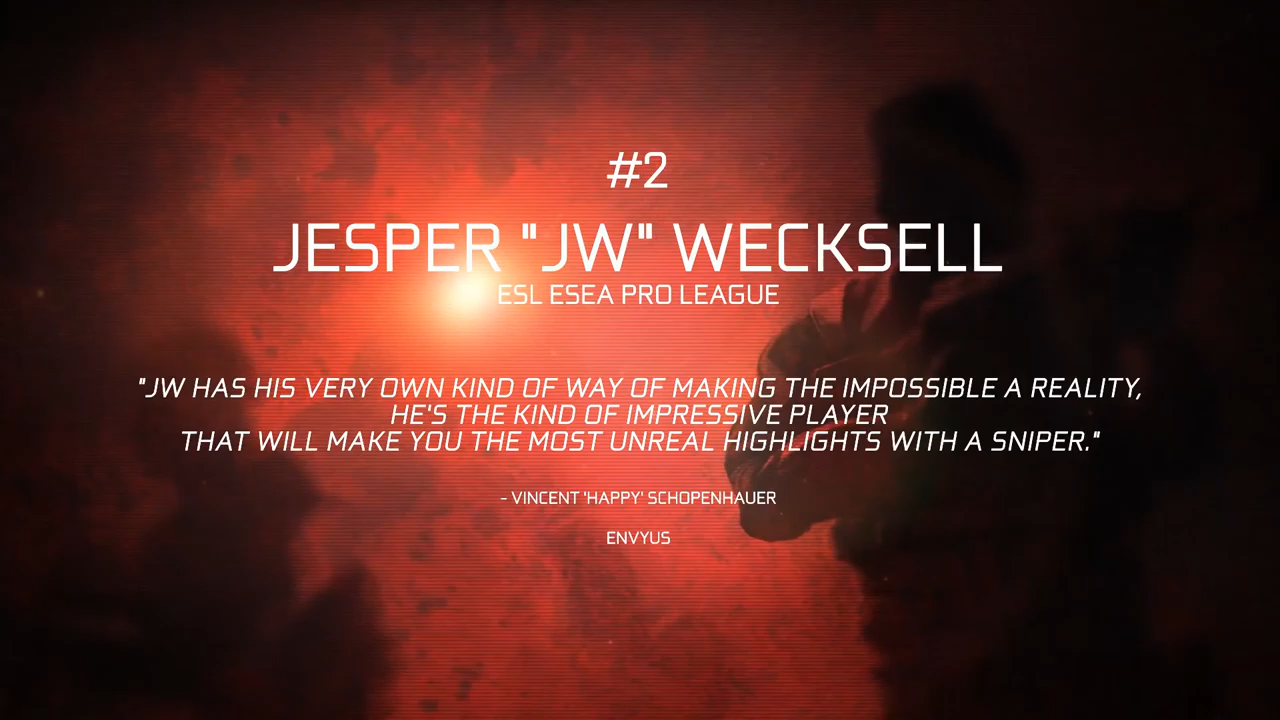 #2
JESPER "JW" WECKSELL
ESL ESEA PRO LEAGUE
"JW HAS HIS VERY OWN KIND OF WAY OF MAKING THE IMPOSSIBLE A REALITY,
HE'S THE KIND OF IMPRESSIVE PLAYER
THAT WILL MAKE YOU THE MOST UNREAL HIGHLIGHTS WITH A SNIPER."
- VINCENT 'HAPPY' SCHOPENHAUER
ENVYUS